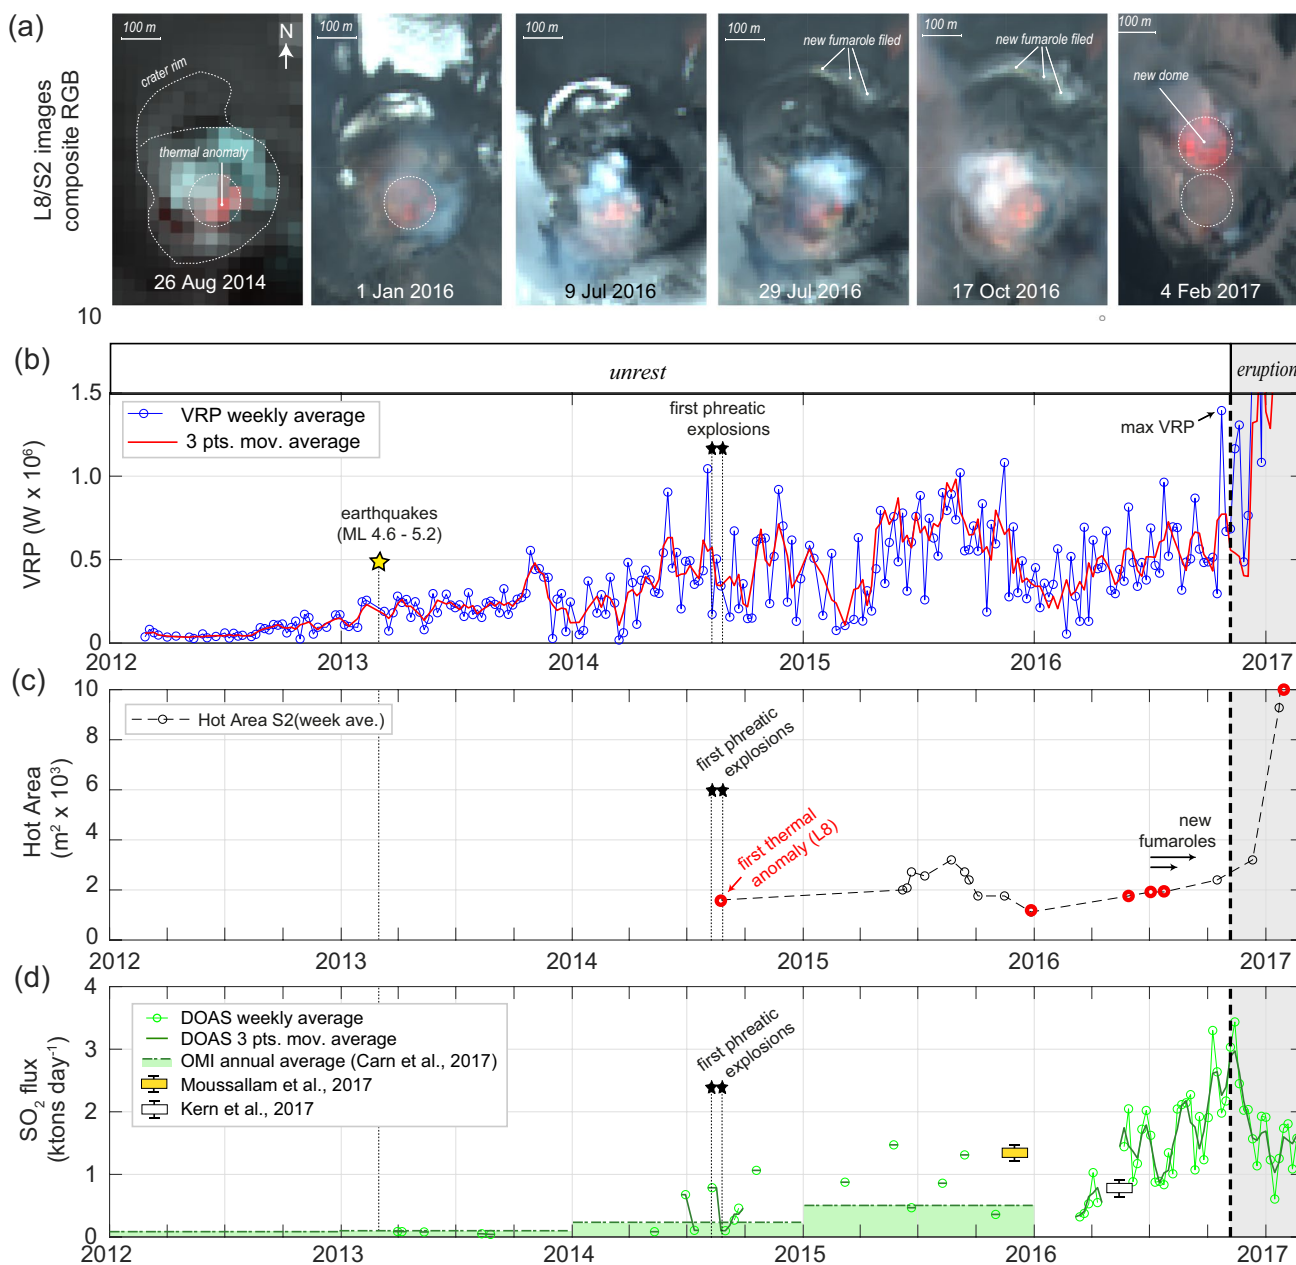 (a)
L8/S2 images
composite RGB
100 m
N
crater rim
thermal anomaly
26 Aug 2014
100 m
1 Jan 2016
100 m
9 Jul 2016
100 m
new fumarole filed
29 Jul 2016
100 m
new fumarole filed
17 Oct 2016
100 m
new dome
4 Feb 2017
10
(b)
unrest
eruption
VRP (W x 10⁶)
1.5
1.0
0.5
0
VRP weekly average
3 pts. mov. average
earthquakes
(ML 4.6 - 5.2)
first phreatic
explosions
max VRP
2012 2013 2014 2015 2016 2017
(c)
Hot Area
(m² x 10³)
10
8
6
4
2
0
Hot Area S2(week ave.)
first phreatic
explosions
first thermal
anomaly (L8)
new
fumaroles
2012 2013 2014 2015 2016 2017
(d)
SO₂ flux
(ktons day⁻¹)
4
3
2
1
0
DOAS weekly average
DOAS 3 pts. mov. average
OMI annual average (Carn et al., 2017)
Moussallam et al., 2017
Kern et al., 2017
first phreatic
explosions
2012 2013 2014 2015 2016 2017